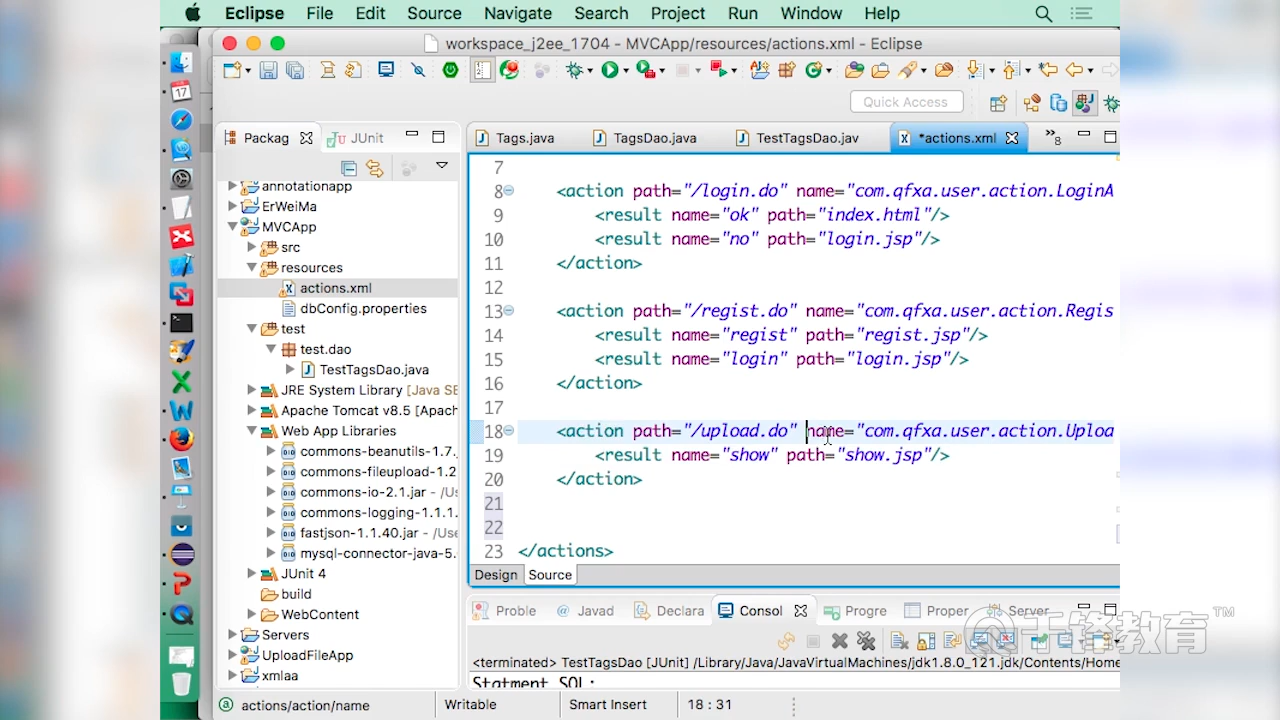 Eclipse File Edit Source Navigate Search Project Run Window Help
workspace_j2ee_1704 - MVCApp/resources/actions.xml - Eclipse
17
Quick Access
Packag JUnit
Tags.java TagsDao.java TestTagsDao.jav *actions.xml »8
annotationapp
ErWeiMa
MVCApp
src
resources
actions.xml
dbConfig.properties
test
test.dao
TestTagsDao.java
JRE System Library [Java SE
Apache Tomcat v8.5 [Apach
Web App Libraries
commons-beanutils-1.7.
commons-fileupload-1.2
commons-io-2.1.jar - /Us
commons-logging-1.1.1.
fastjson-1.1.40.jar - /Use
mysql-connector-java-5.
JUnit 4
build
WebContent
Servers
UploadFileApp
xmlaa
7
8 <action path="/login.do" name="com.qfxa.user.action.LoginA
9 <result name="ok" path="index.html"/>
10 <result name="no" path="login.jsp"/>
11 </action>
12
13 <action path="/regist.do" name="com.qfxa.user.action.Regis
14 <result name="regist" path="regist.jsp"/>
15 <result name="login" path="login.jsp"/>
16 </action>
17
18 <action path="/upload.do" name="com.qfxa.user.action.Uploa
19 <result name="show" path="show.jsp"/>
20 </action>
21
22
23 </actions>
Design Source
Proble Javad Declara Consol Progre Proper Server
千锋教育™
<terminated> TestTagsDao [JUnit] /Library/Java/JavaVirtualMachines/jdk1.8.0_121.jdk/Contents/Home
Statment SQL:
actions/action/name Writable Smart Insert 18 : 31